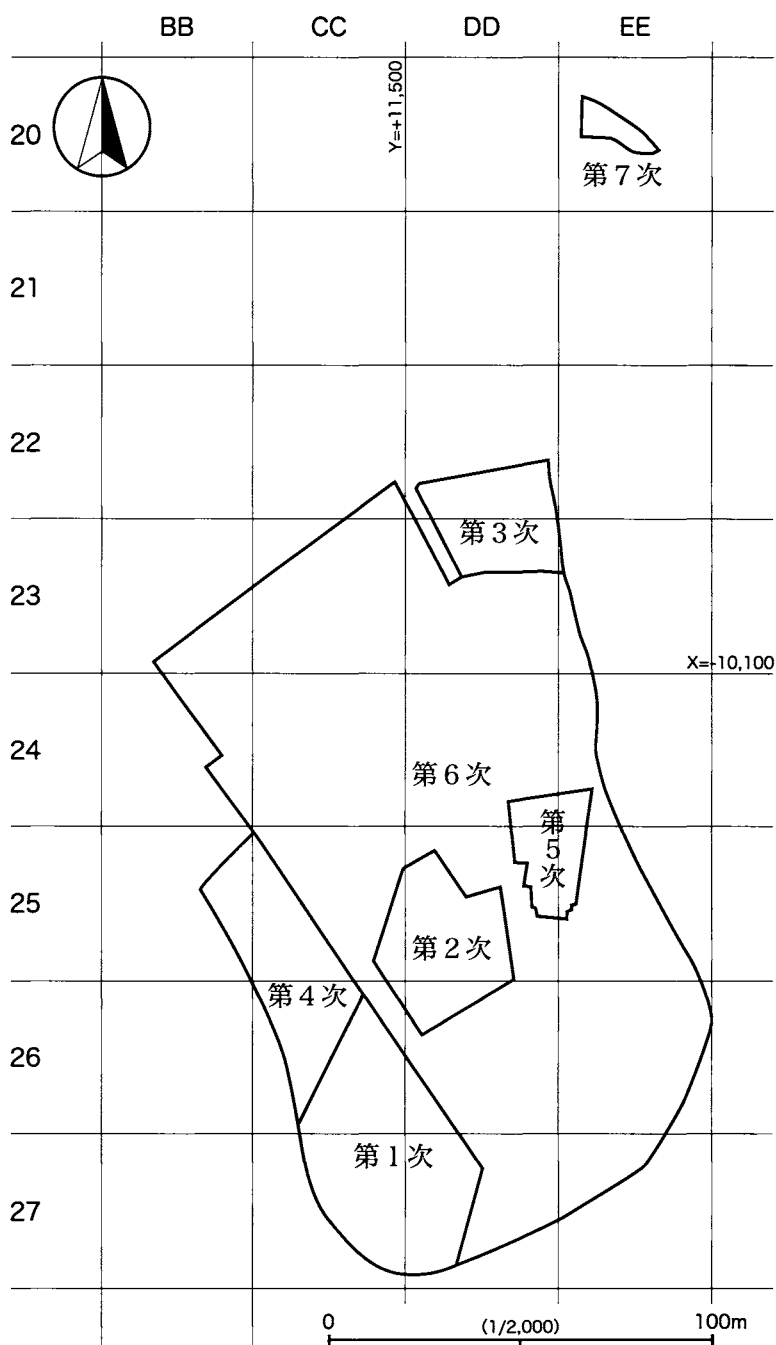 BB CC DD EE
Y=+11,500
20
第7次
21
22
第3次
23
X=-10,100
24
第6次
第5次
25
第2次
第4次
26
第1次
27
0 (1/2,000) 100m